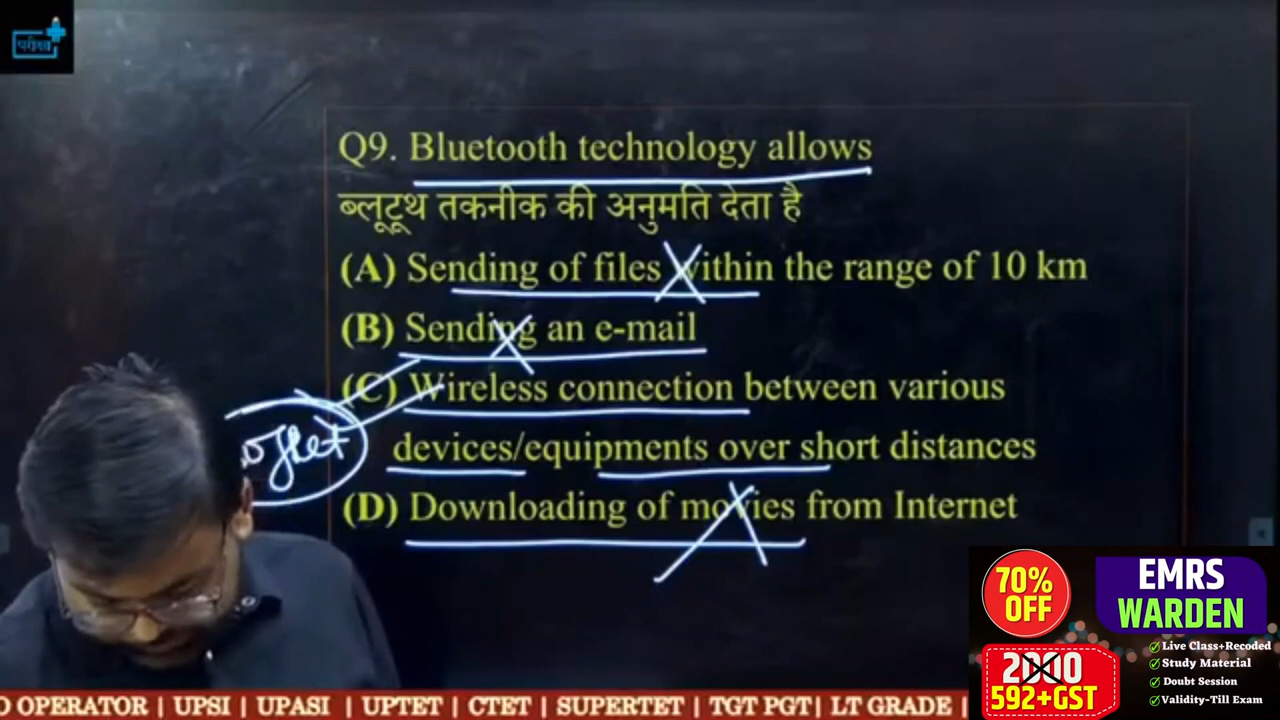 परीक्षा
Q9. Bluetooth technology allows
ब्लूटूथ तकनीक की अनुमति देता है
(A) Sending of files within the range of 10 km
(B) Sending an e-mail
(C) Wireless connection between various
devices/equipments over short distances
(D) Downloading of movies from Internet
70%
OFF
EMRS
WARDEN
2000
592+GST
Live Class+Recoded
Study Material
Doubt Session
Validity-Till Exam
O OPERATOR | UPSI | UPASI | UPTET | CTET | SUPERTET | TGT PGT | LT GRADE |